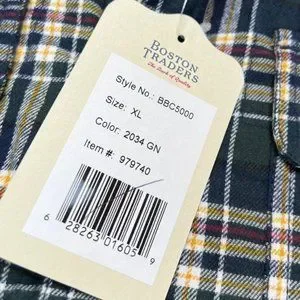 BOSTON
TRADERS
The Mark of Quality
Style No.: BBC5000
Size: XL
Color: 2034 GN
Item #: 979740
6 28263 01605 9